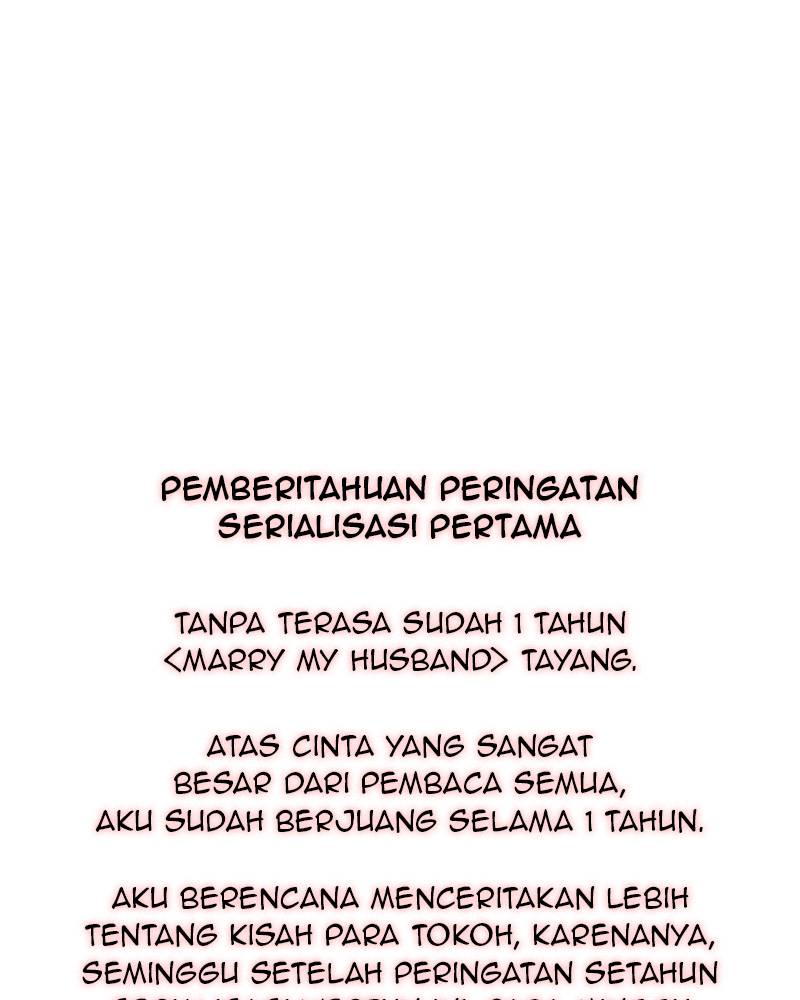 PEMBERITAHUAN PERINGATAN
SERIALISASI PERTAMA
TANPA TERASA SUDAH 1 TAHUN
<MARRY MY HUSBAND> TAYANG.
ATAS CINTA YANG SANGAT
BESAR DARI PEMBACA SEMUA,
AKU SUDAH BERJUANG SELAMA 1 TAHUN.
AKU BERENCANA MENCERITAKAN LEBIH
TENTANG KISAH PARA TOKOH, KARENANYA,
SEMINGGU SETELAH PERINGATAN SETAHUN